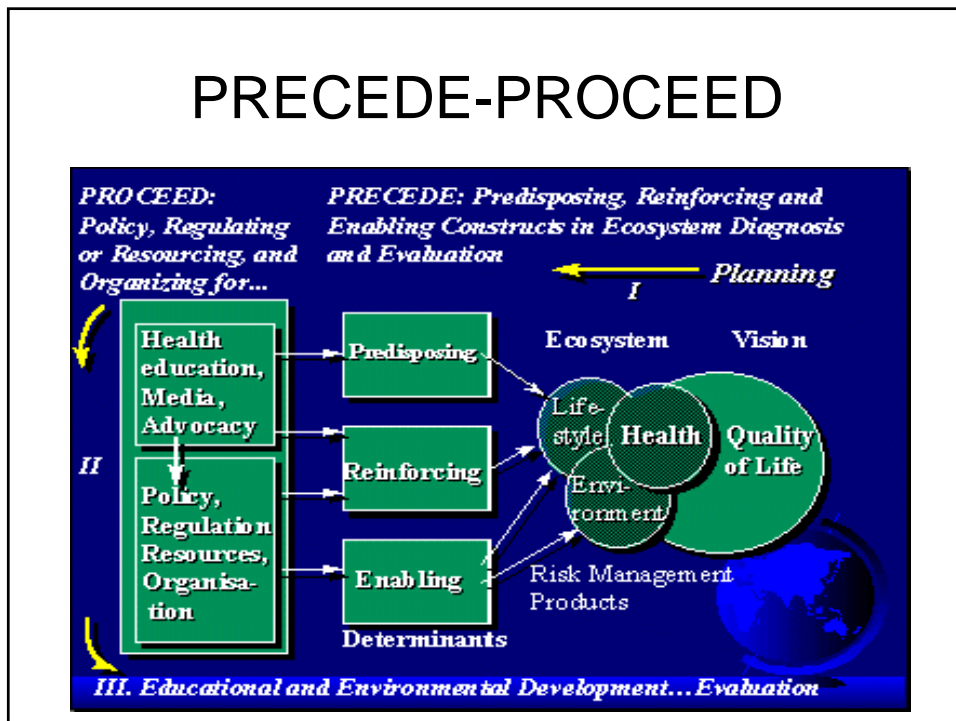 PRECEDE-PROCEED
PROCEED:
Policy, Regulating
or Resourcing, and
Organizing for...
PRECEDE: Predisposing, Reinforcing and
Enabling Constructs in Ecosystem Diagnosis
and Evaluation
Planning
I
Health
education,
Media,
Advocacy
II
Policy,
Regulation
Resources,
Organisa-
tion
Predisposing
Reinforcing
Enabling
Determinants
Ecosystem
Vision
Life-
style
Health
Quality
of Life
Envi-
ronment
Risk Management
Products
III. Educational and Environmental Development...Evaluation